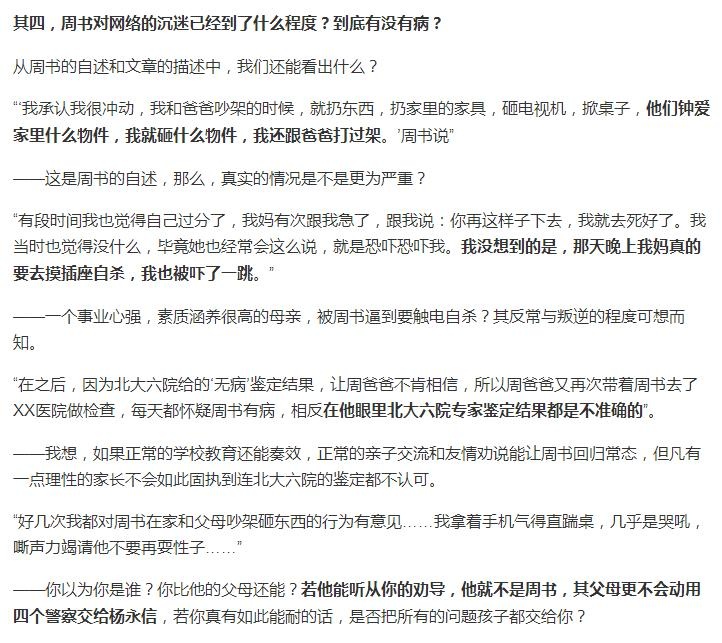 其四，周书对网络的沉迷已经到了什么程度？到底有没有病？
从周书的自述和文章的描述中，我们还能看出什么？
“‘我承认我很冲动，我和爸爸吵架的时候，就扔东西，扔家里的家具，砸电视机，掀桌子，他们钟爱
家里什么物件，我就砸什么物件，我还跟爸爸打过架。’周书说”
——这是周书的自述，那么，真实的情况是不是更为严重？
“有段时间我也觉得自己过分了，我妈有次跟我急了，跟我说：你再这样子下去，我就去死好了。我
当时也觉得没什么，毕竟她也经常会这么说，就是恐吓恐吓我。我没想到的是，那天晚上我妈真的
要去摸插座自杀，我也被吓了一跳。”
——一个事业心强，素质涵养很高的母亲，被周书逼到要触电自杀？其反常与叛逆的程度可想而
知。
“在之后，因为北大六院给的‘无病’鉴定结果，让周爸爸不肯相信，所以周爸爸又再次带着周书去了
XX医院做检查，每天都怀疑周书有病，相反在他眼里北大六院专家鉴定结果都是不准确的”。
——我想，如果正常的学校教育还能奏效，正常的亲子交流和友情劝说能让周书回归常态，但凡有
一点理性的家长不会如此固执到连北大六院的鉴定都不认可。
“好几次我都对周书在家和父母吵架砸东西的行为有意见……我拿着手机气得直踹桌，几乎是哭吼，
嘶声力竭请他不要再耍性子……”
——你以为你是谁？你比他的父母还能？若他能听从你的劝导，他就不是周书，其父母更不会动用
四个警察交给杨永信，若你真有如此能耐的话，是否把所有的问题孩子都交给你？